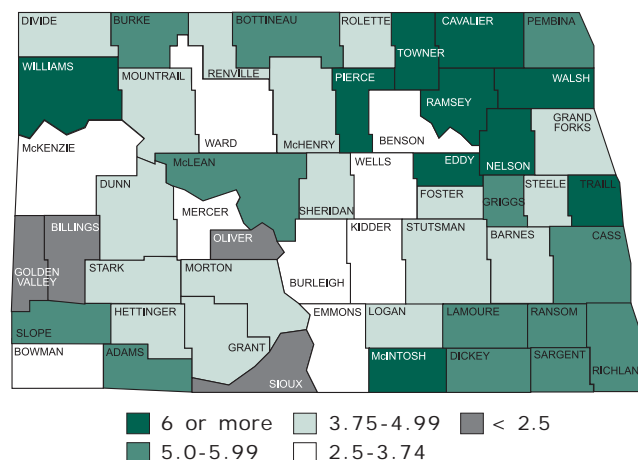 DIVIDE
BURKE
BOTTINEAU
ROLETTE
CAVALIER
PEMBINA
TOWNER
WILLIAMS
RENVILLE
PIERCE
WALSH
MOUNTRAIL
RAMSEY
GRAND
FORKS
WARD
McHENRY
BENSON
McKENZIE
McLEAN
WELLS
EDDY
NELSON
DUNN
MERCER
SHERIDAN
FOSTER
GRIGGS
STEELE
TRAILL
BILLINGS
OLIVER
KIDDER
STUTSMAN
BARNES
CASS
GOLDEN
VALLEY
STARK
MORTON
BURLEIGH
HETTINGER
EMMONS
LOGAN
LAMOURE
RANSOM
SLOPE
BOWMAN
ADAMS
GRANT
McINTOSH
DICKEY
SARGENT
RICHLAN
SIOUX
6 or more
3.75-4.99
< 2.5
5.0-5.99
2.5-3.74